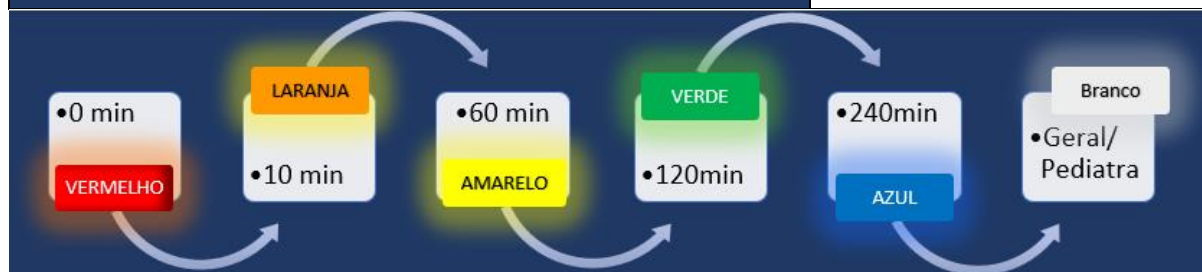 •0 min
VERMELHO
LARANJA
•10 min
•60 min
AMARELO
VERDE
•120min
•240min
AZUL
Branco
•Geral/
Pediatra